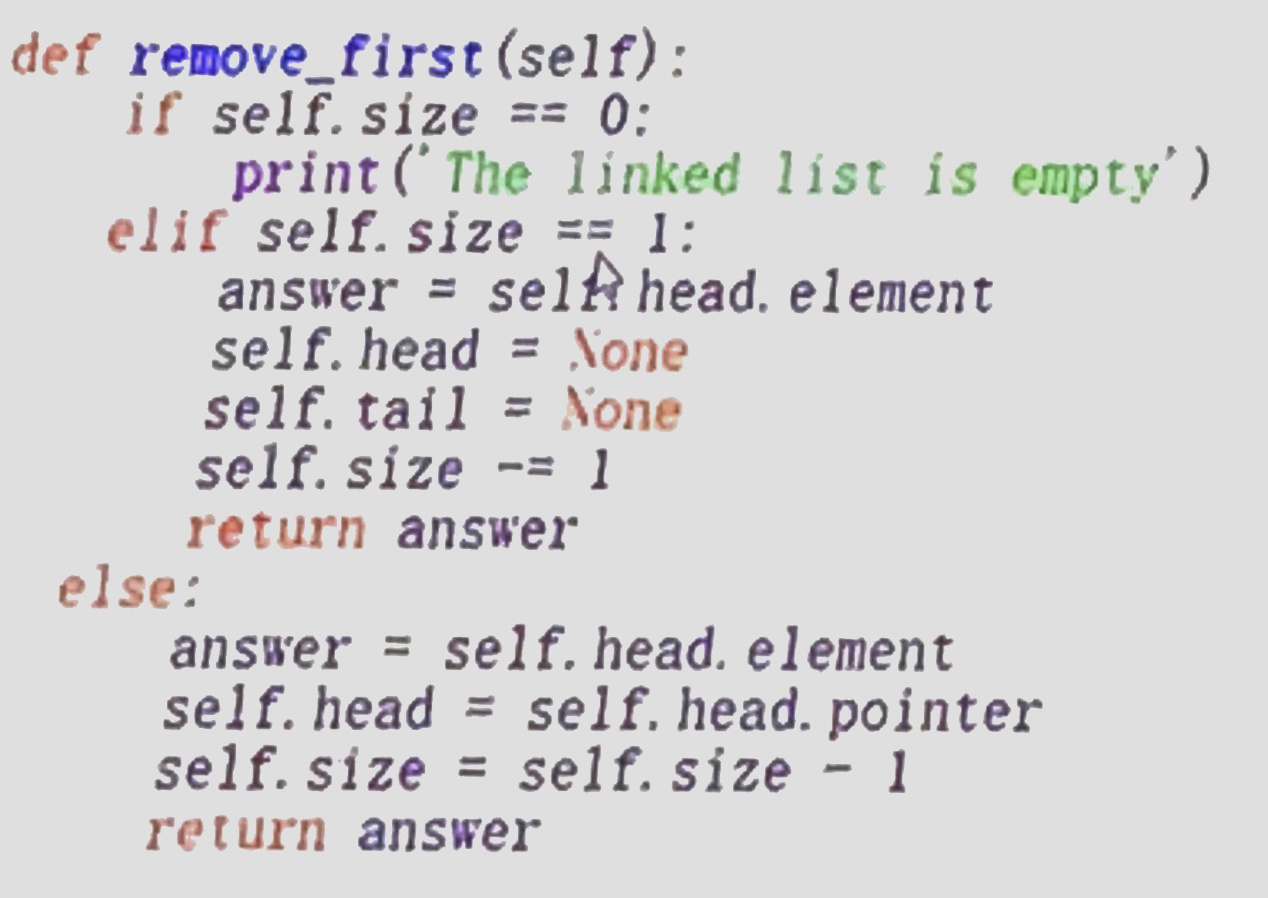 def remove_first(self):
    if self.size == 0:
        print('The linked list is empty')
    elif self.size == 1:
        answer = self.head.element
        self.head = None
        self.tail = None
        self.size -= 1
        return answer
    else:
        answer = self.head.element
        self.head = self.head.pointer
        self.size = self.size - 1
        return answer